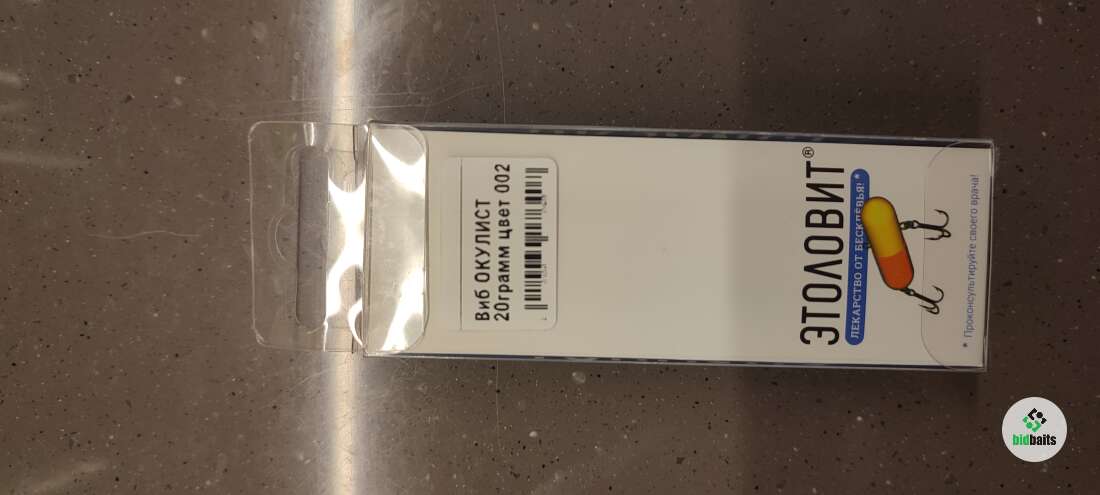 Виб ОКУЛИСТ
20грамм цвет 002
ЭТОЛОВИТ®
ЛЕКАРСТВО ОТ БЕСКЛЕВЬЯ! *
* Проконсультируйте своего врача!
bidbaits